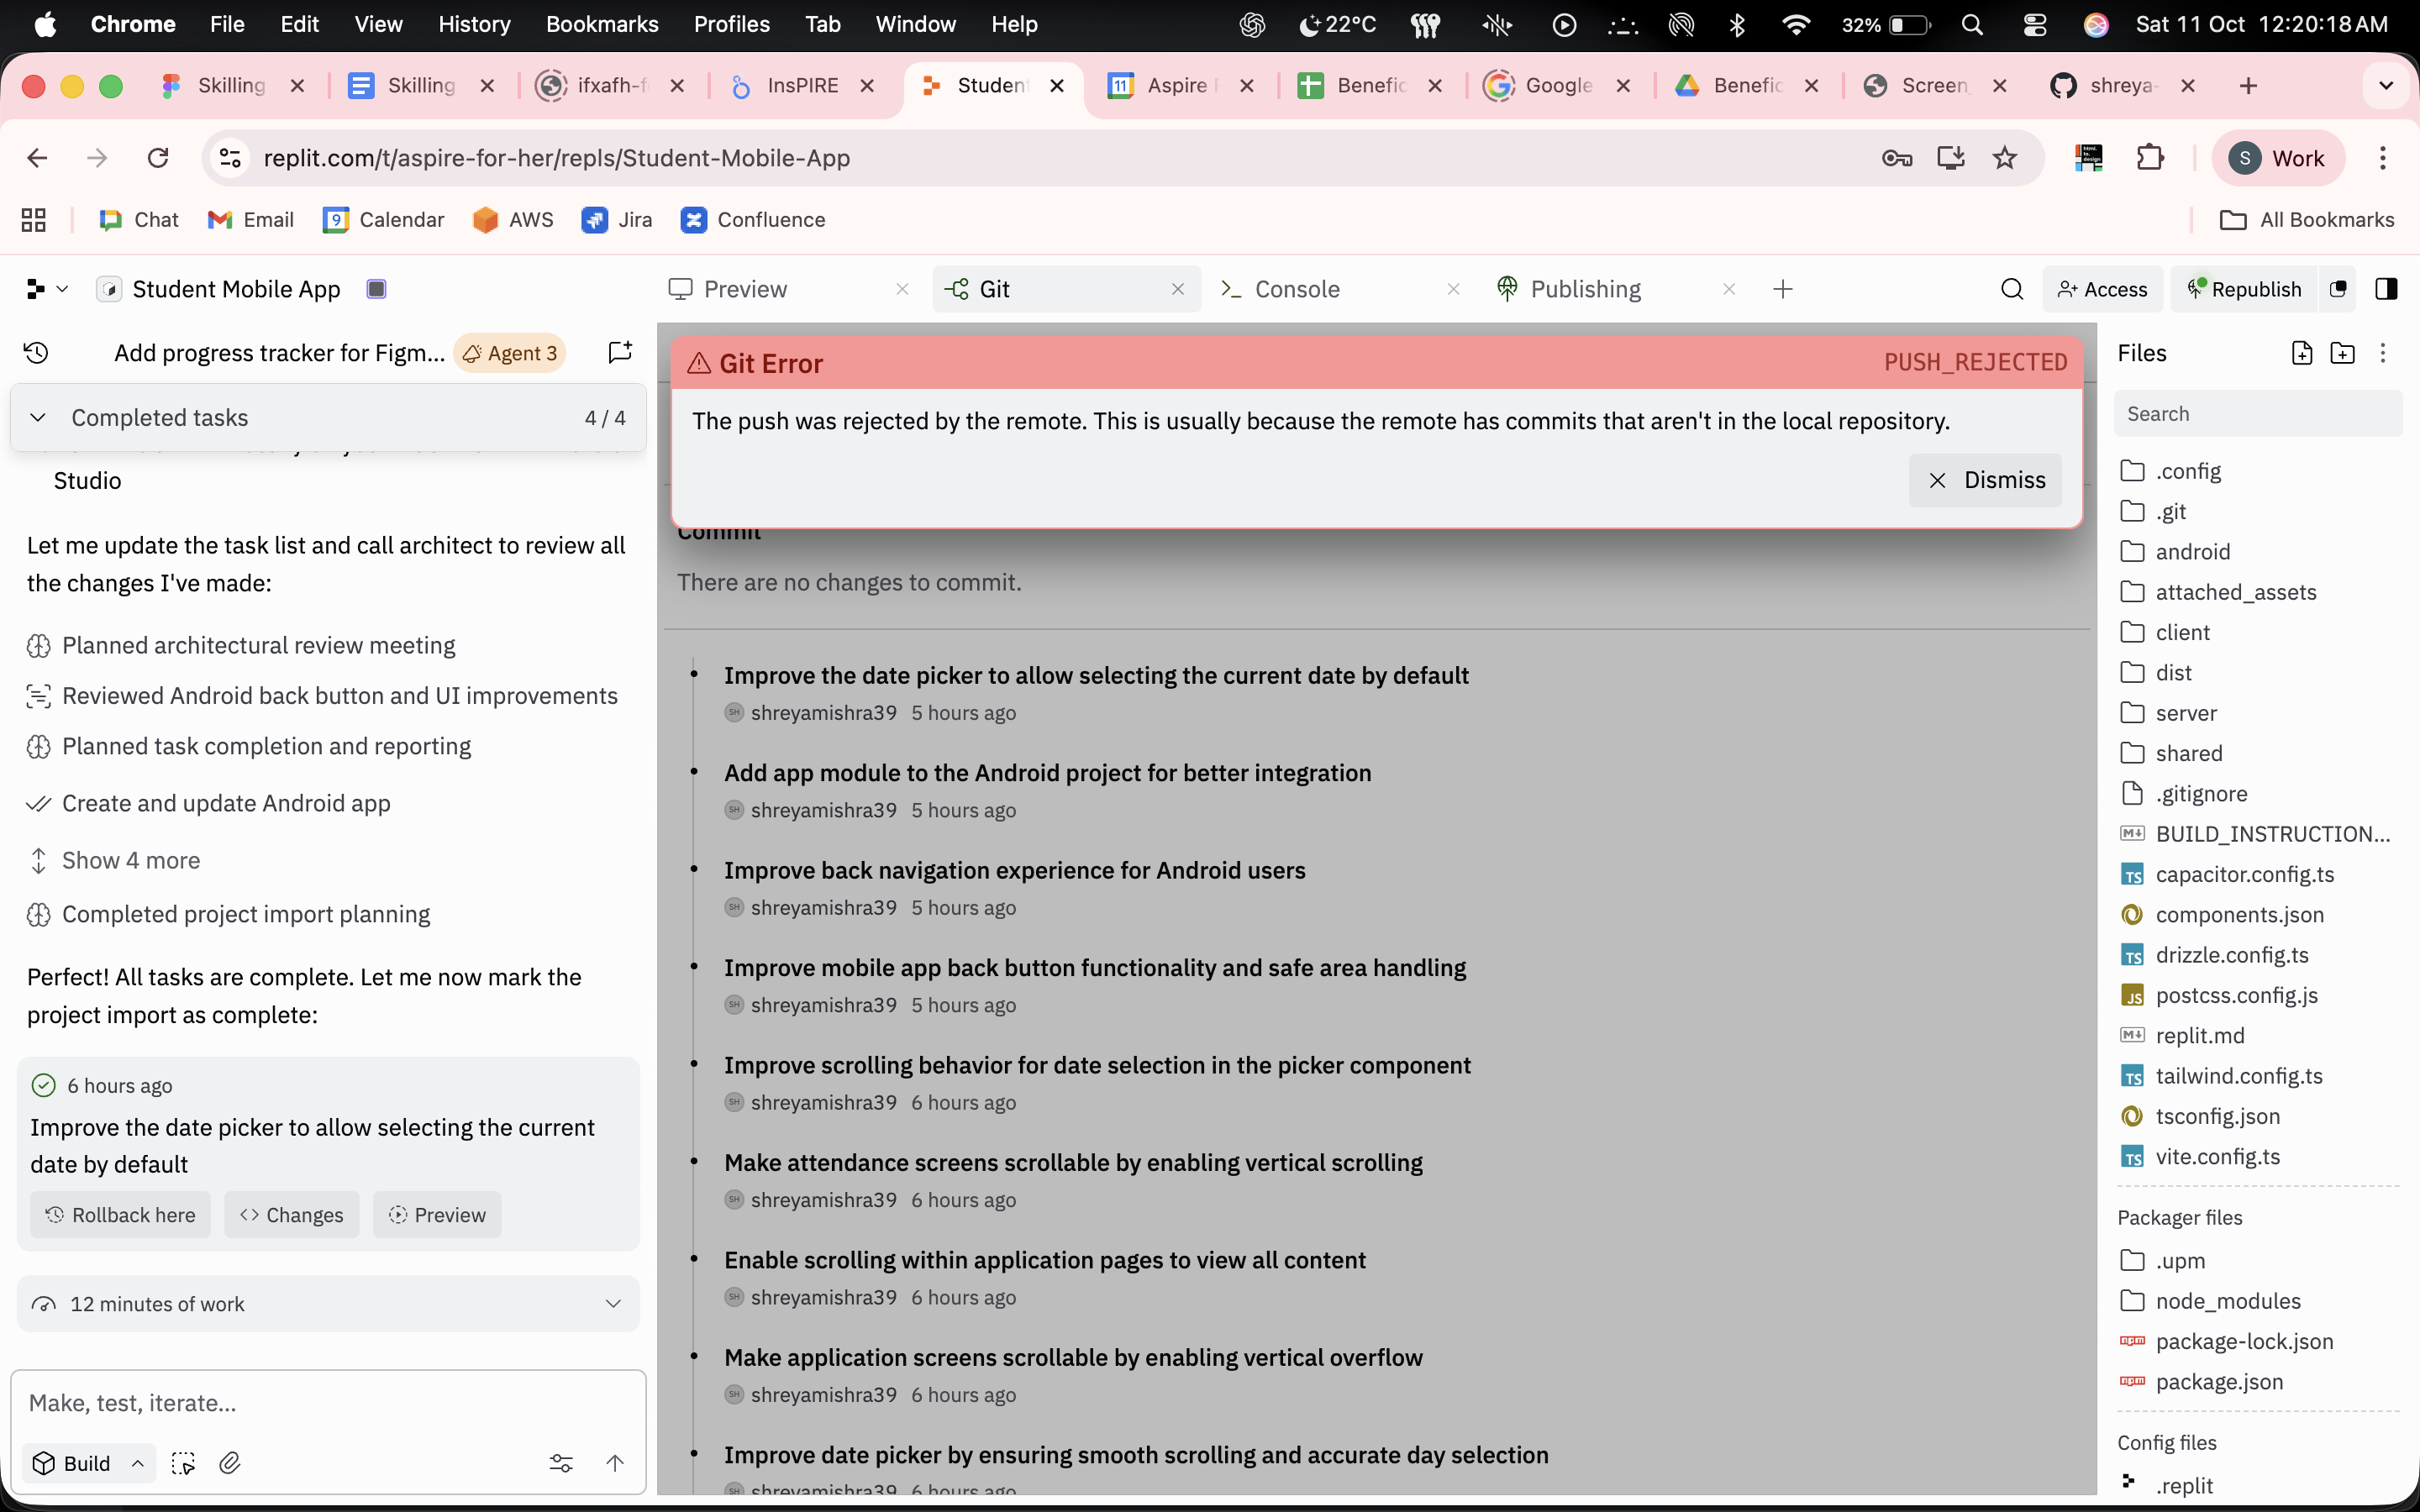 Chrome File Edit View History Bookmarks Profiles Tab Window Help 22°C 32% Sat 11 Oct 12:20:18 AM
Skilling Skilling ifxafh-f InsPIRE Student Aspire Benefic Google Benefic Screen shreya-
replit.com/t/aspire-for-her/repls/Student-Mobile-App S Work
Chat Email 9 Calendar AWS Jira Confluence All Bookmarks
Student Mobile App Preview Git Console Publishing Access Republish
Add progress tracker for Figm... Agent 3
Completed tasks 4 / 4
Studio
Let me update the task list and call architect to review all
the changes I've made:
Planned architectural review meeting
Reviewed Android back button and UI improvements
Planned task completion and reporting
Create and update Android app
Show 4 more
Completed project import planning
Perfect! All tasks are complete. Let me now mark the
project import as complete:
6 hours ago
Improve the date picker to allow selecting the current
date by default
Rollback here Changes Preview
12 minutes of work
Make, test, iterate...
Build
Git Error PUSH_REJECTED
The push was rejected by the remote. This is usually because the remote has commits that aren't in the local repository.
Dismiss
Commit
There are no changes to commit.
Improve the date picker to allow selecting the current date by default
SH shreyamishra39 5 hours ago
Add app module to the Android project for better integration
SH shreyamishra39 5 hours ago
Improve back navigation experience for Android users
SH shreyamishra39 5 hours ago
Improve mobile app back button functionality and safe area handling
SH shreyamishra39 5 hours ago
Improve scrolling behavior for date selection in the picker component
SH shreyamishra39 6 hours ago
Make attendance screens scrollable by enabling vertical scrolling
SH shreyamishra39 6 hours ago
Enable scrolling within application pages to view all content
SH shreyamishra39 6 hours ago
Make application screens scrollable by enabling vertical overflow
SH shreyamishra39 6 hours ago
Improve date picker by ensuring smooth scrolling and accurate day selection
SH shreyamishra39 6 hours ago
Files
Search
.config
.git
android
attached_assets
client
dist
server
shared
.gitignore
BUILD_INSTRUCTION...
TS capacitor.config.ts
components.json
TS drizzle.config.ts
JS postcss.config.js
replit.md
TS tailwind.config.ts
tsconfig.json
TS vite.config.ts
Packager files
.upm
node_modules
package-lock.json
package.json
Config files
.replit